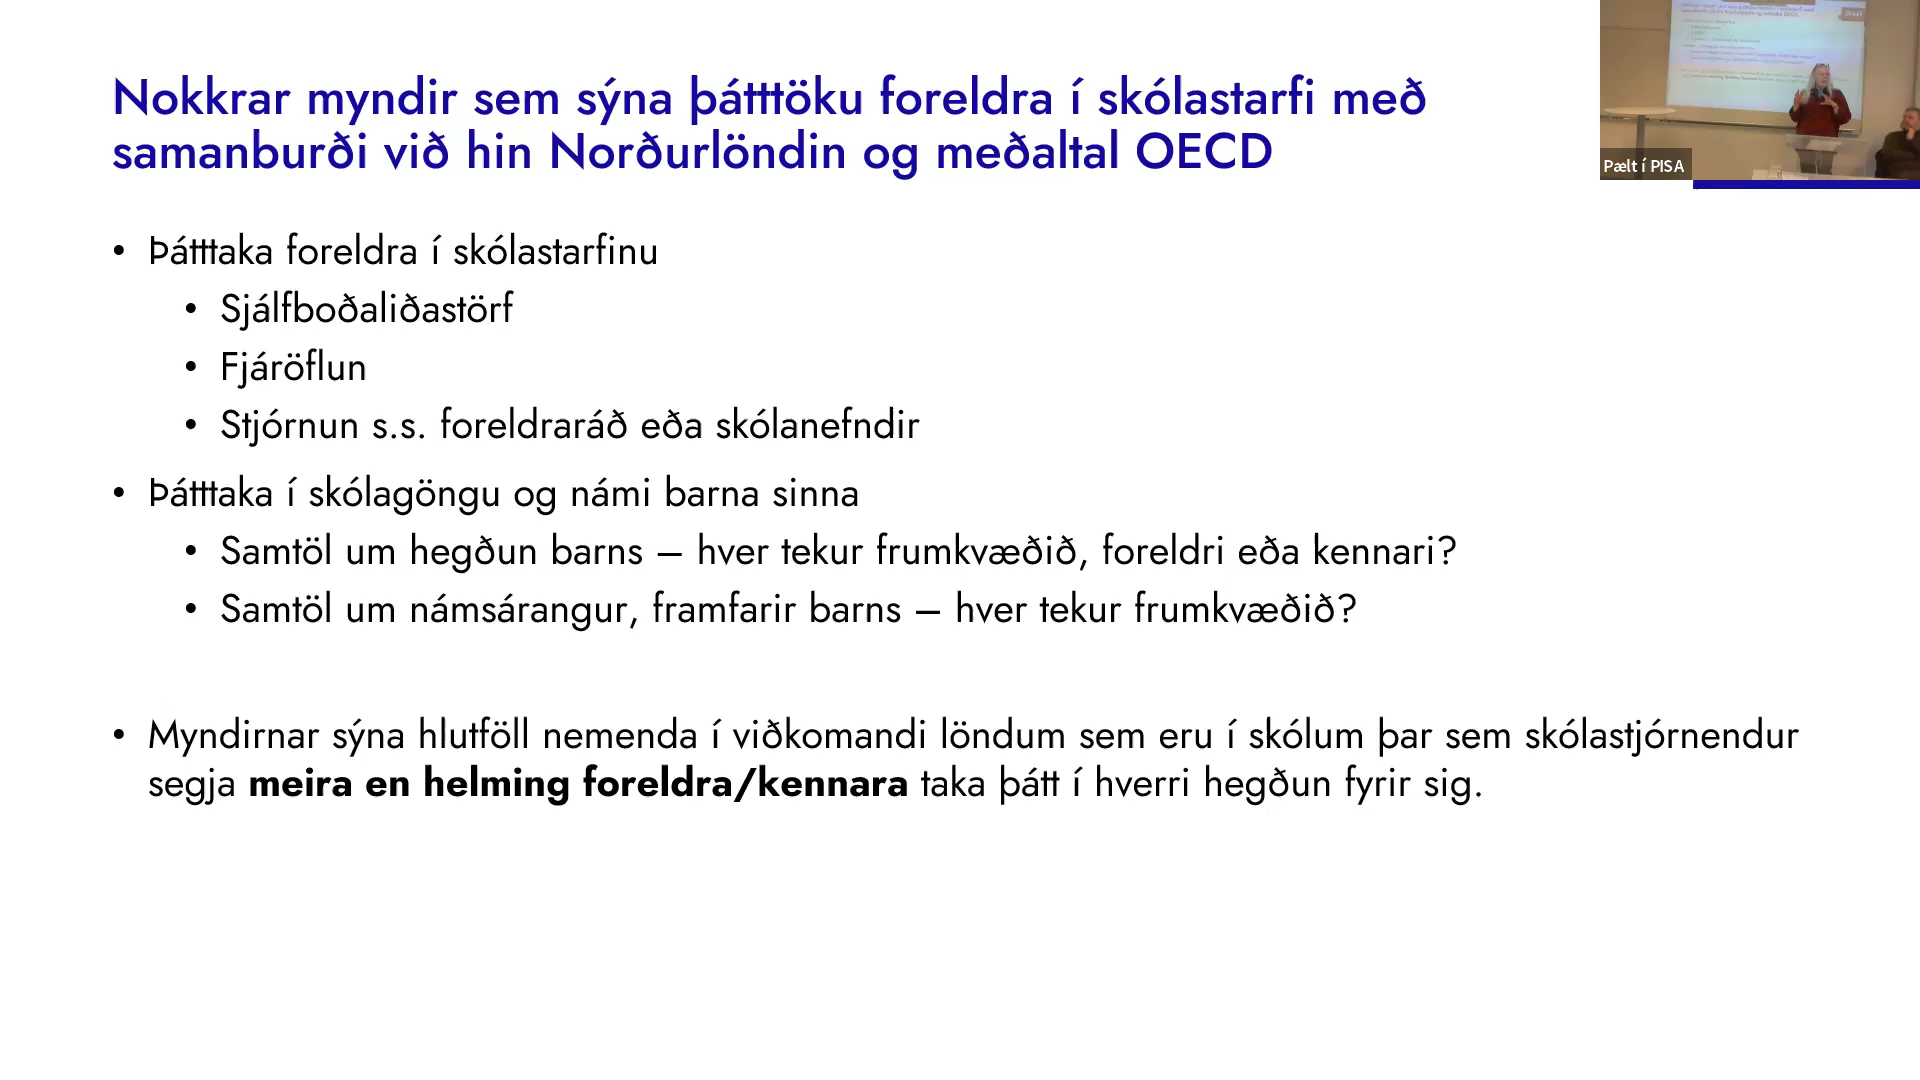 Nokkrar myndir sem sýna þátttöku foreldra í skólastarfi með
samanburði við hin Norðurlöndin og meðaltal OECD
Pælt í PISA
• Þátttaka foreldra í skólastarfinu
• Sjálfboðaliðastörf
• Fjáröflun
• Stjórnun s.s. foreldraráð eða skólanefndir
• Þátttaka í skólagöngu og námi barna sinna
• Samtöl um hegðun barns – hver tekur frumkvæðið, foreldri eða kennari?
• Samtöl um námsárangur, framfarir barns – hver tekur frumkvæðið?
• Myndirnar sýna hlutföll nemenda í viðkomandi löndum sem eru í skólum þar sem skólastjórnendur
segja meira en helming foreldra/kennara taka þátt í hverri hegðun fyrir sig.